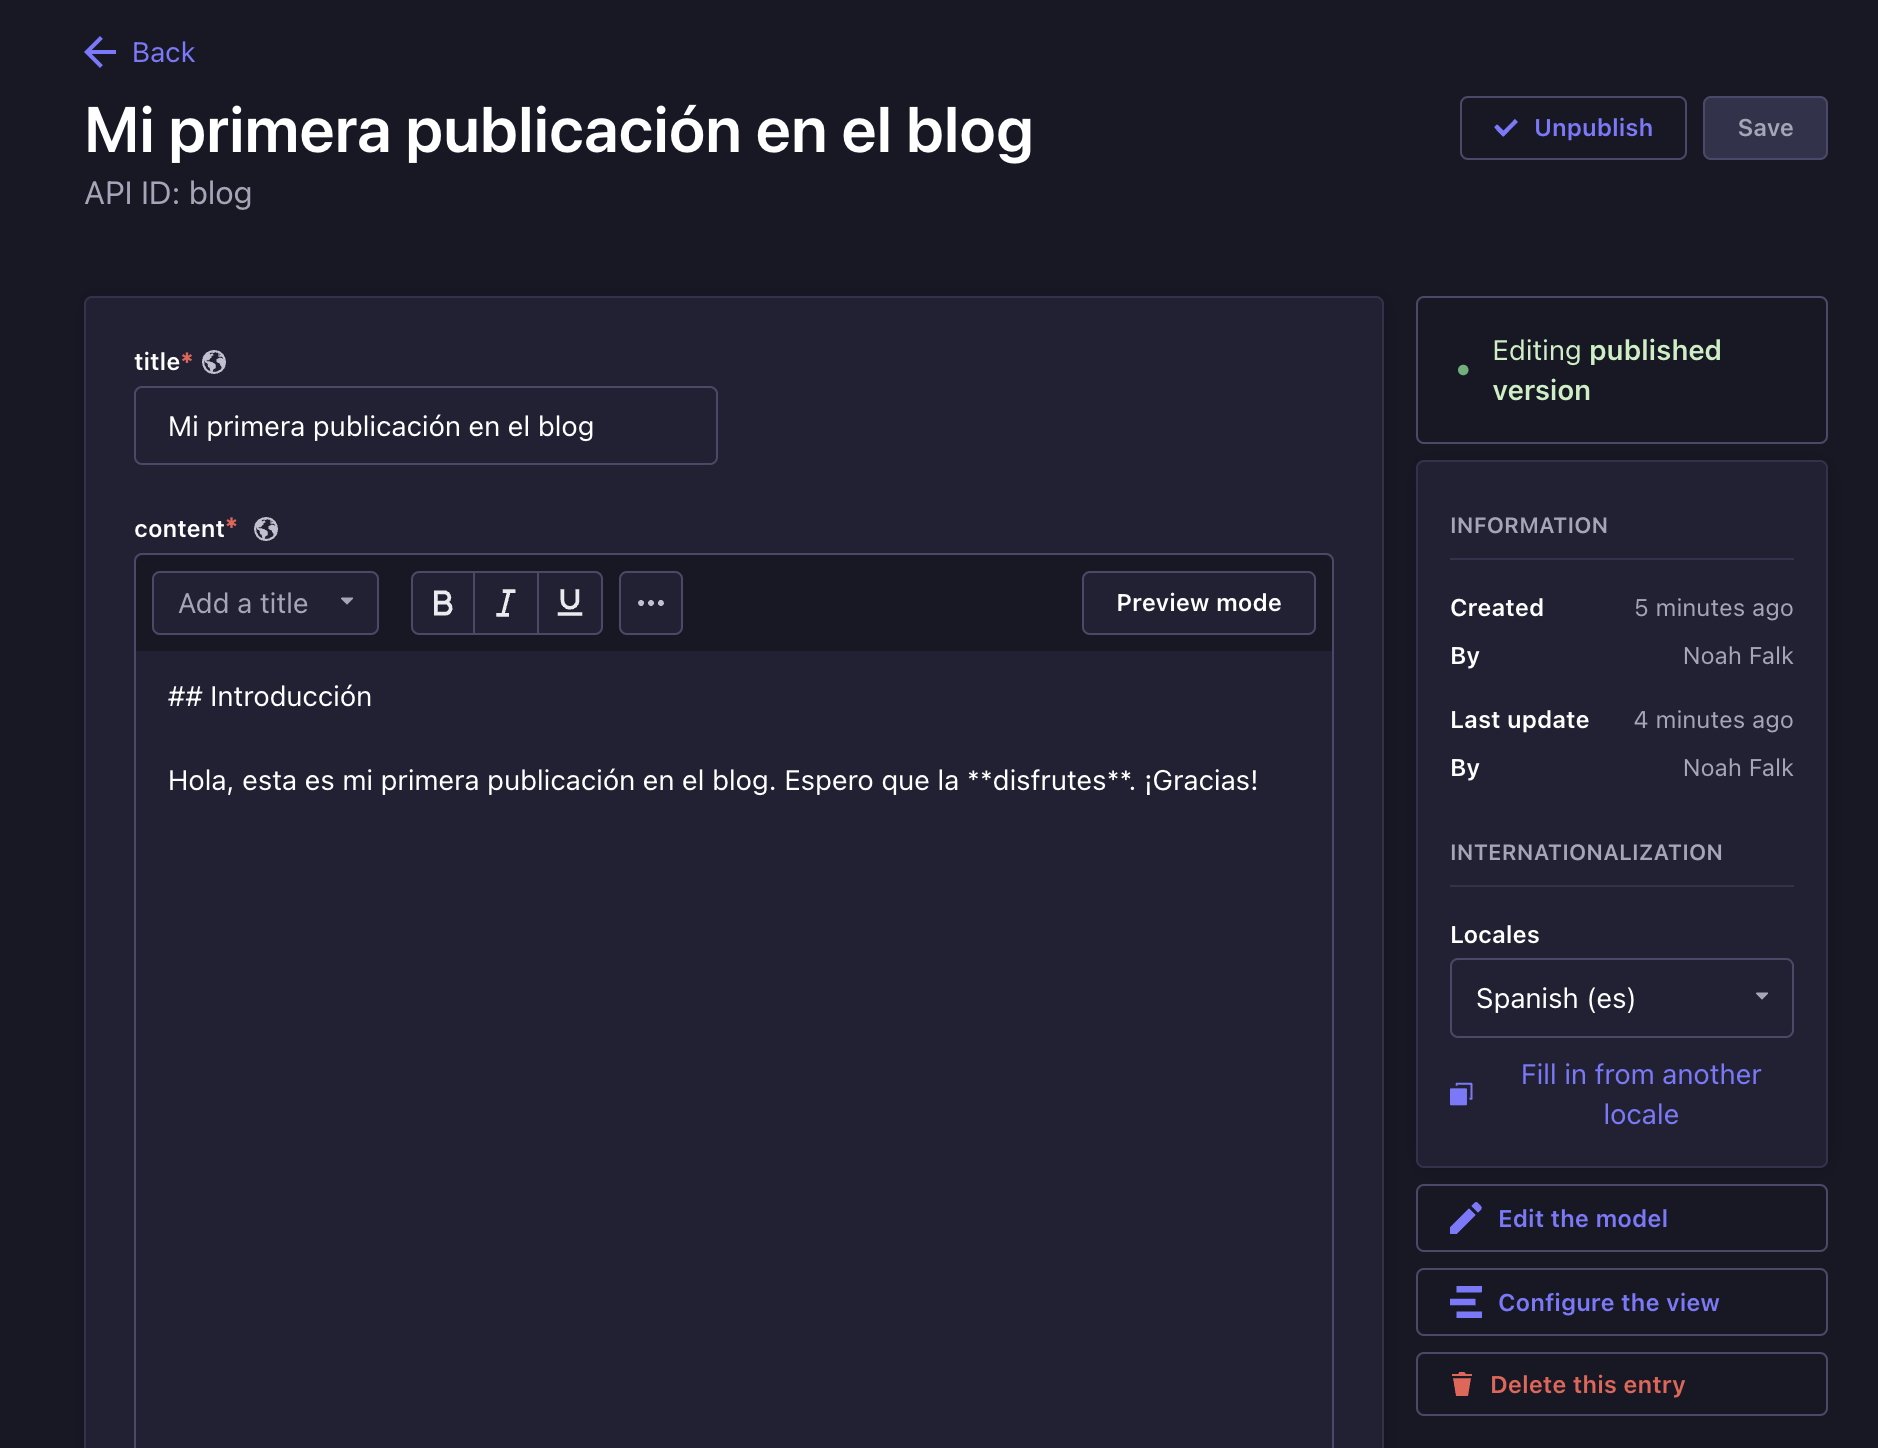 Back
Mi primera publicación en el blog
API ID: blog
Unpublish
Save
title*
Mi primera publicación en el blog
content*
Add a title
B I U
Preview mode
## Introducción
Hola, esta es mi primera publicación en el blog. Espero que la **disfrutes**. ¡Gracias!
Editing published
version
INFORMATION
Created 5 minutes ago
By Noah Falk
Last update 4 minutes ago
By Noah Falk
INTERNATIONALIZATION
Locales
Spanish (es)
Fill in from another
locale
Edit the model
Configure the view
Delete this entry